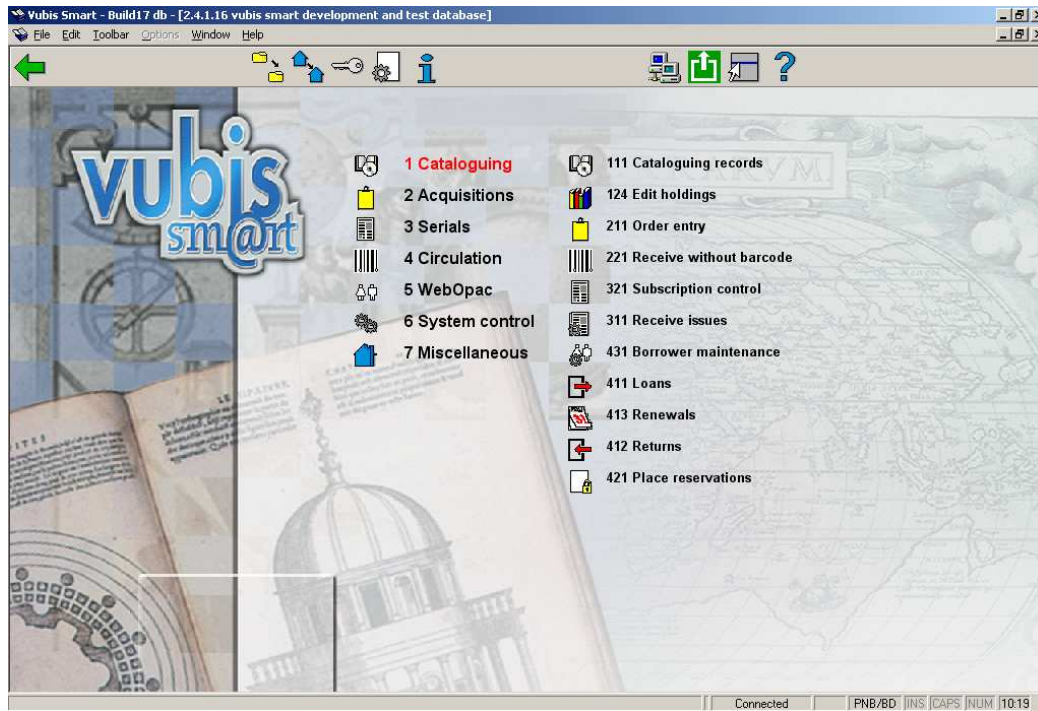 Vubis Smart - Build17 db - [2.4.1.16 vubis smart development and test database]
File Edit Toolbar Options Window Help
vubis
sm@rt
1 Cataloguing
2 Acquisitions
3 Serials
4 Circulation
5 WebOpac
6 System control
7 Miscellaneous
111 Cataloguing records
124 Edit holdings
211 Order entry
221 Receive without barcode
321 Subscription control
311 Receive issues
431 Borrower maintenance
411 Loans
413 Renewals
412 Returns
421 Place reservations
Connected PNB/BD INS CAPS NUM 10:19